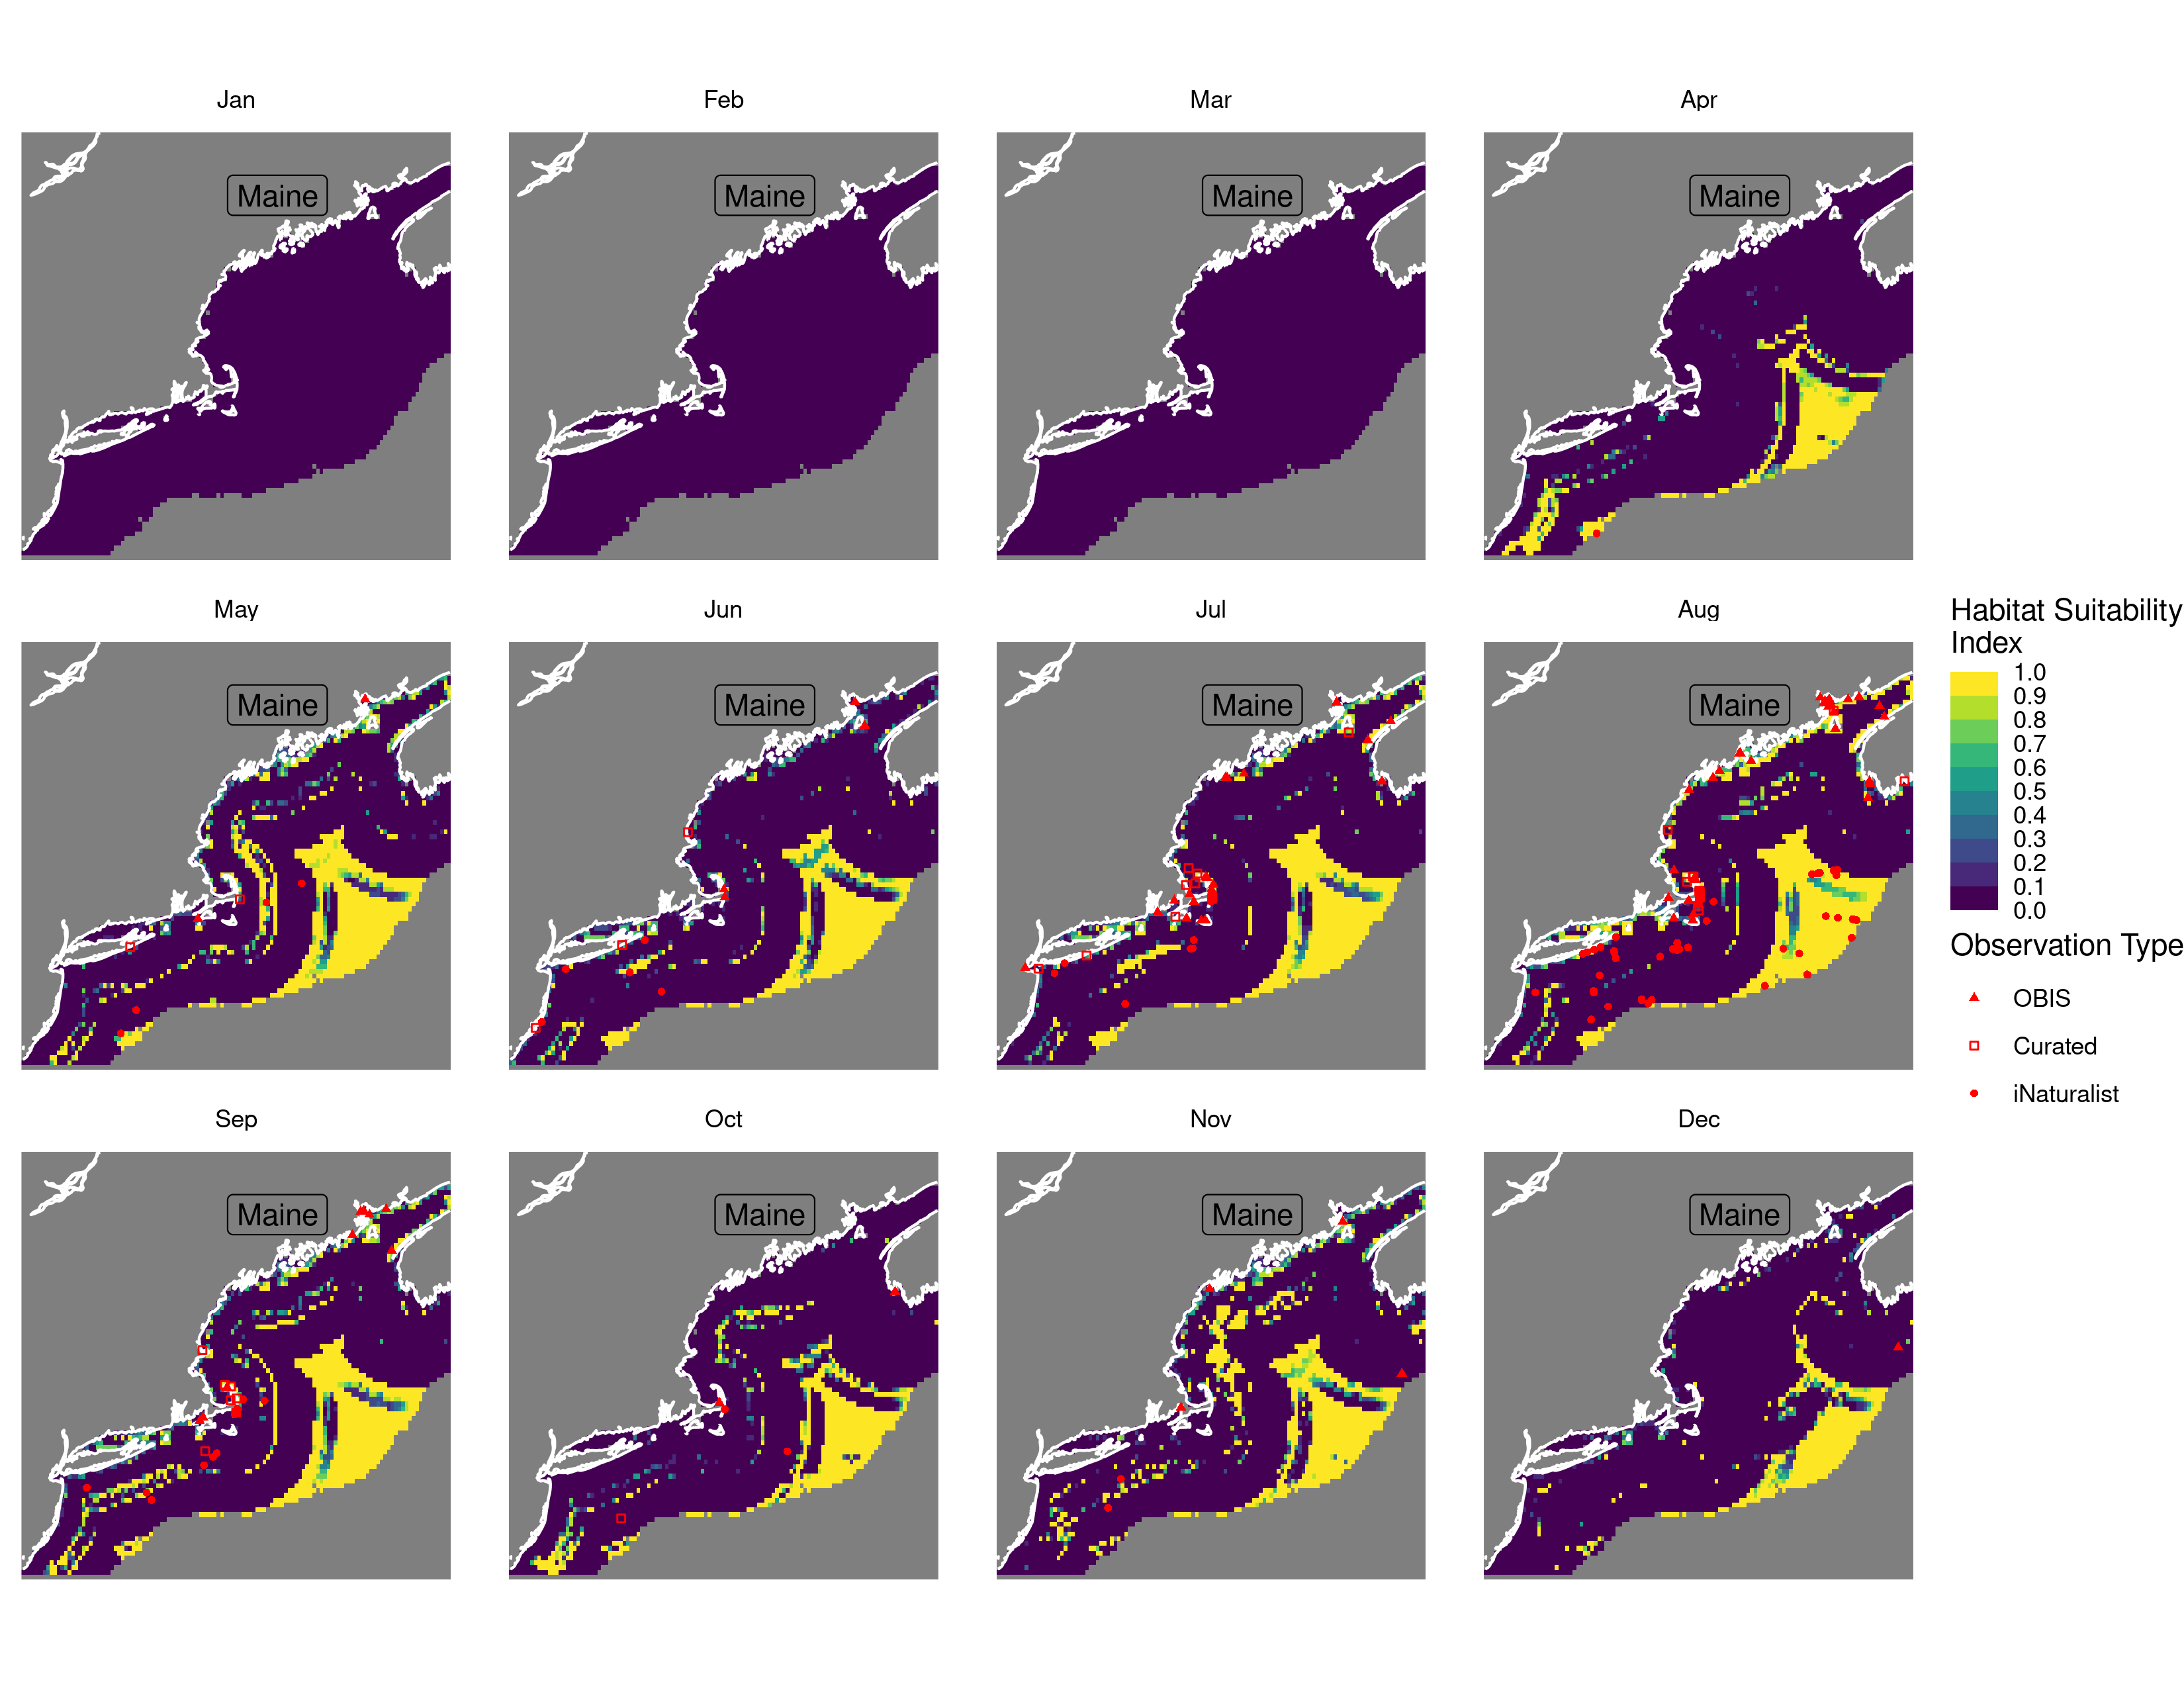 Jan
Feb
Mar
Apr
Maine
Maine
Maine
Maine
May
Jun
Jul
Aug
Maine
Maine
Maine
Maine
Habitat Suitability
Index
1.0
0.9
0.8
0.7
0.6
0.5
0.4
0.3
0.2
0.1
0.0
Observation Type
OBIS
Curated
iNaturalist
Sep
Oct
Nov
Dec
Maine
Maine
Maine
Maine